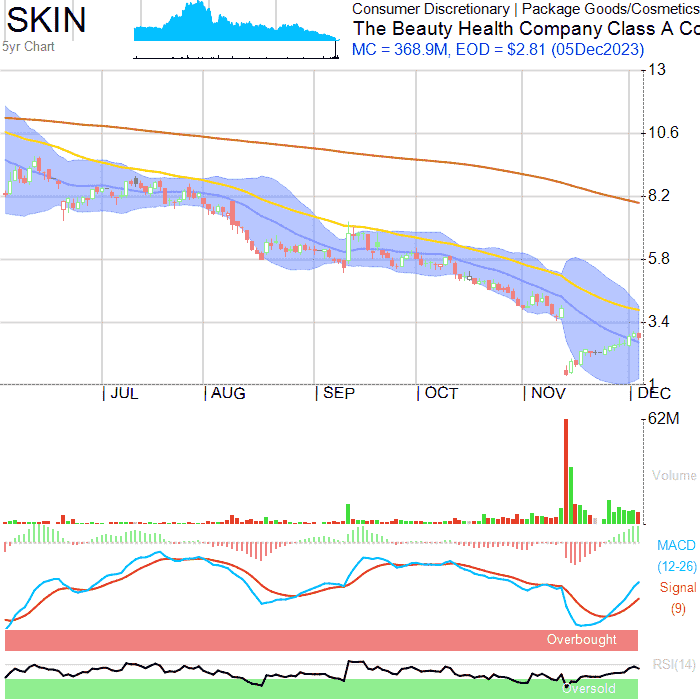 SKIN
5yr Chart
Consumer Discretionary | Package Goods/Cosmetics
The Beauty Health Company Class A Co
MC = 368.9M, EOD = $2.81 (05Dec2023)
13
10.6
8.2
5.8
3.4
1
JUL AUG SEP OCT NOV DEC
62M
Volume
MACD
(12-26)
Signal
(9)
Overbought
RSI(14)
Oversold